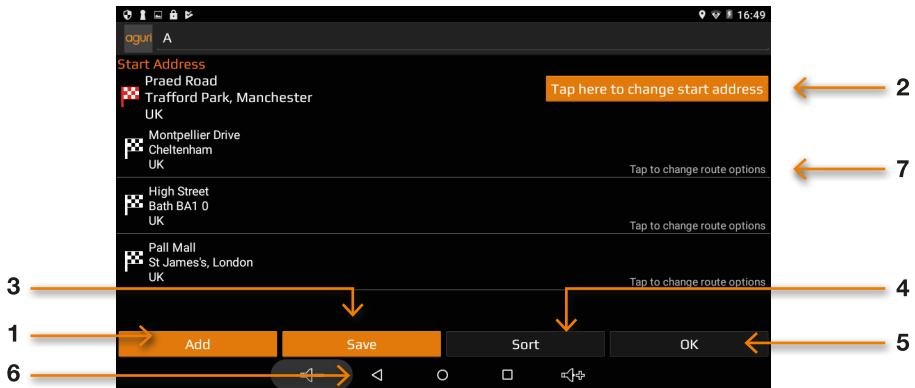 16:49
aguri A
Start Address
Praed Road
Trafford Park, Manchester
UK
Tap here to change start address
2
Montpellier Drive
Cheltenham
UK
Tap to change route options
7
High Street
Bath BA1 0
UK
Tap to change route options
Pall Mall
St James's, London
UK
Tap to change route options
3
4
1
Add
Save
Sort
OK
5
6